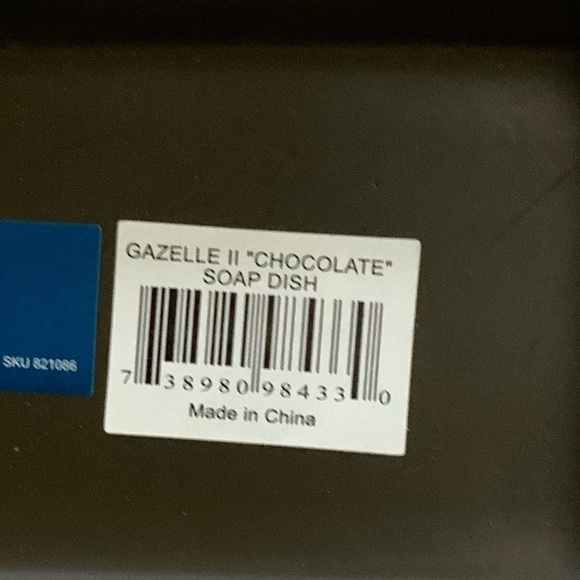 GAZELLE II "CHOCOLATE"
SOAP DISH
7 38980 98433 0
Made in China
SKU 821086